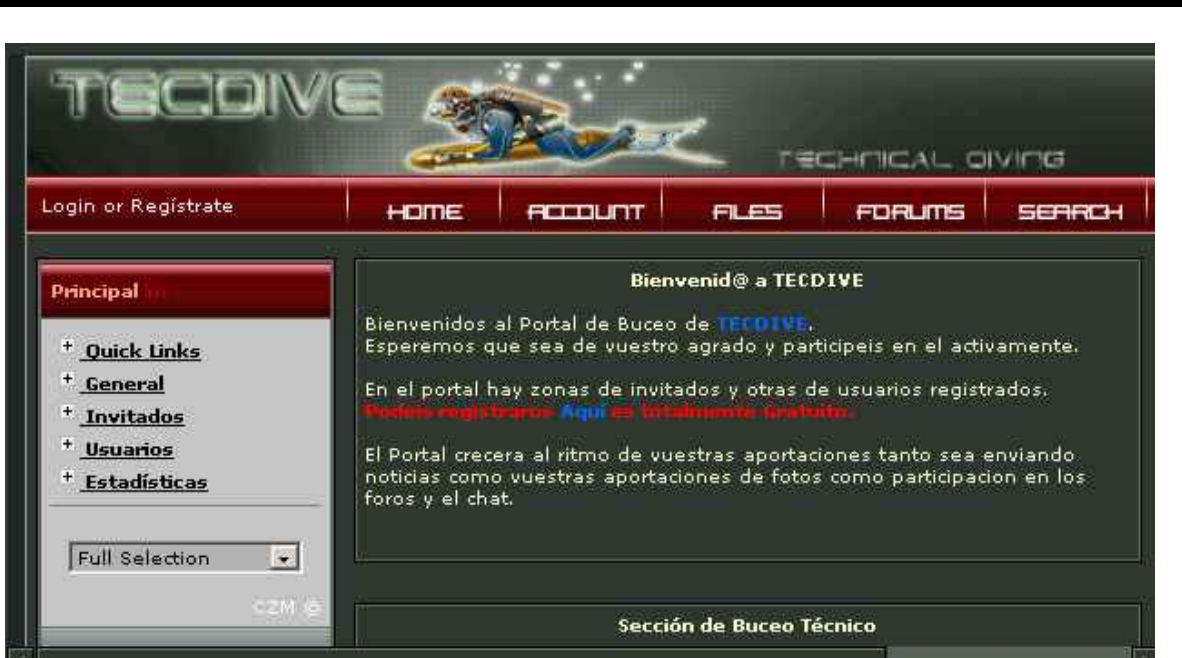 TECDIVE
TECHNICAL DIVING
Login or Regístrate
HOME
ACCOUNT
FILES
FORUMS
SEARCH
Principal
Quick Links
General
Invitados
Usuarios
Estadísticas
Full Selection
CZM ©
Bienvenid@ a TECDIVE
Bienvenidos al Portal de Buceo de TECDIVE.
Esperemos que sea de vuestro agrado y participeis en el activamente.
En el portal hay zonas de invitados y otras de usuarios registrados.
Podeis registraros Aqui es totalmente Gratuito.
El Portal crecera al ritmo de vuestras aportaciones tanto sea enviando
noticias como vuestras aportaciones de fotos como participacion en los
foros y el chat.
Sección de Buceo Técnico